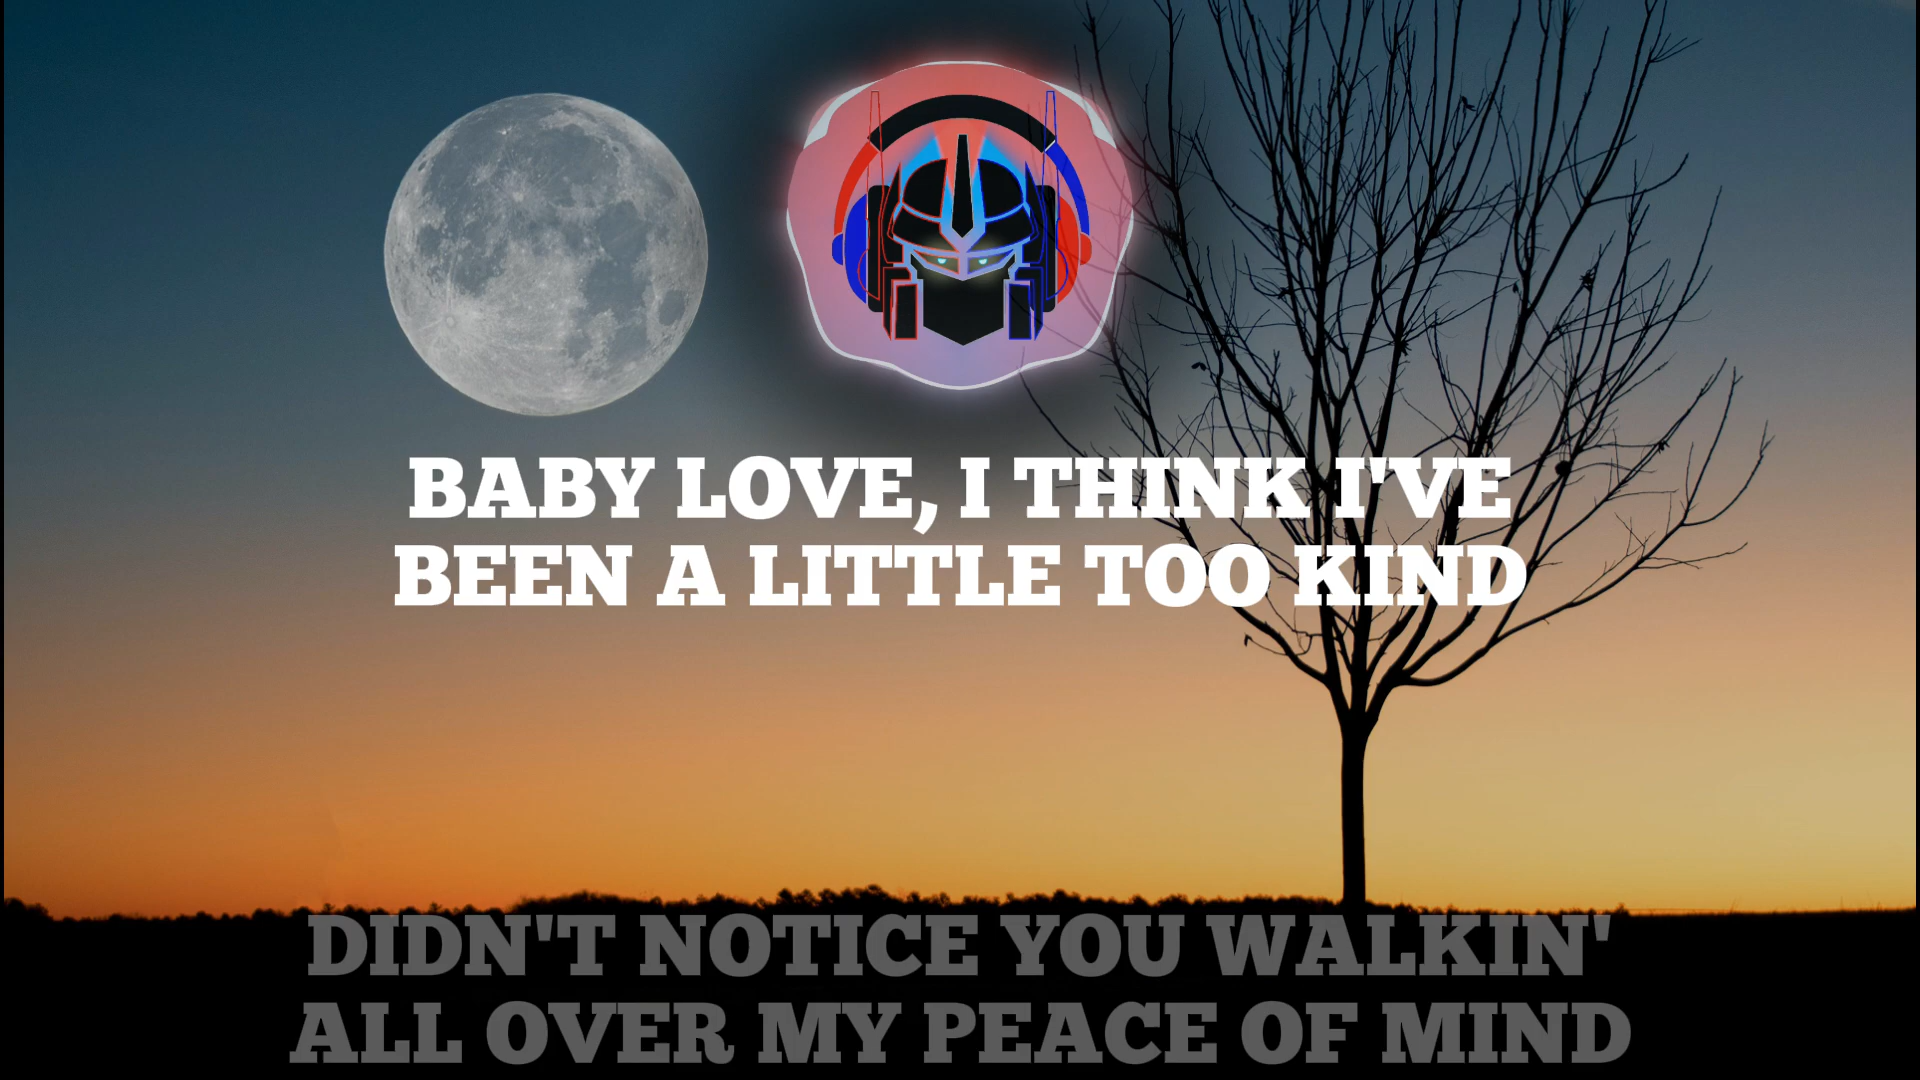 BABY LOVE, I THINK I'VE
BEEN A LITTLE TOO KIND
DIDN'T NOTICE YOU WALKIN'
ALL OVER MY PEACE OF MIND